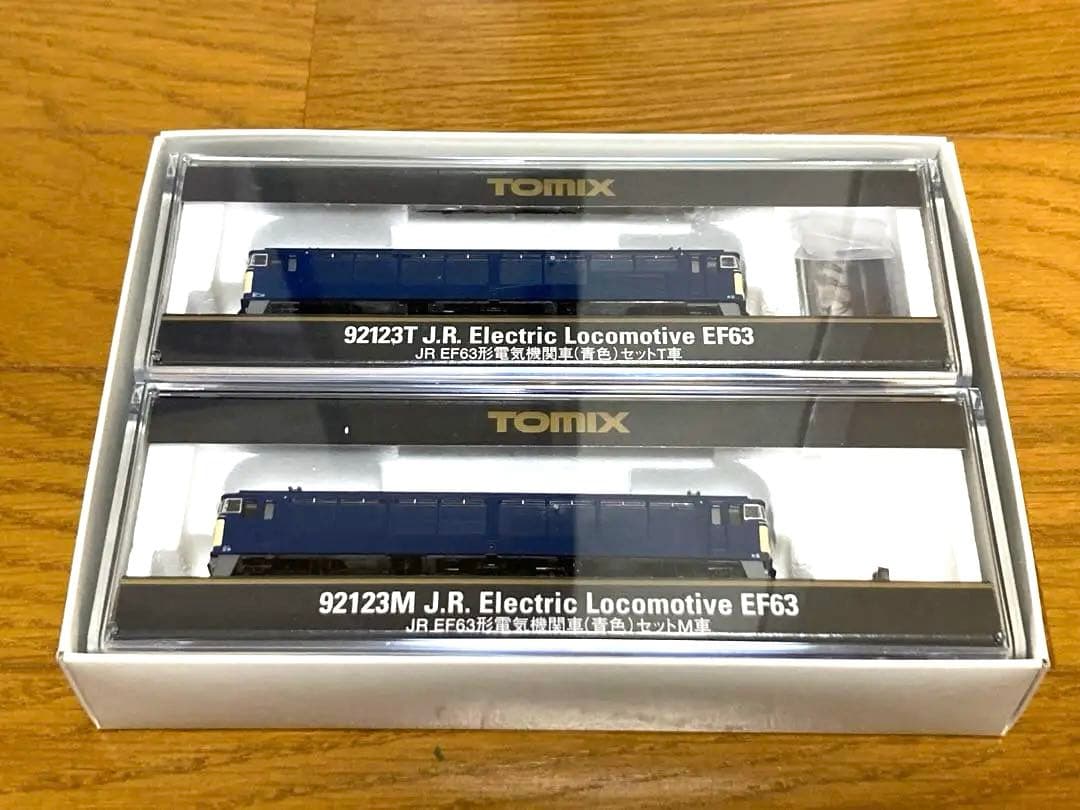 TOMIX
92123T J.R. Electric Locomotive EF63
JR EF63形電気機関車(青色)セットT車
TOMIX
92123M J.R. Electric Locomotive EF63
JR EF63形電気機関車(青色)セットM車